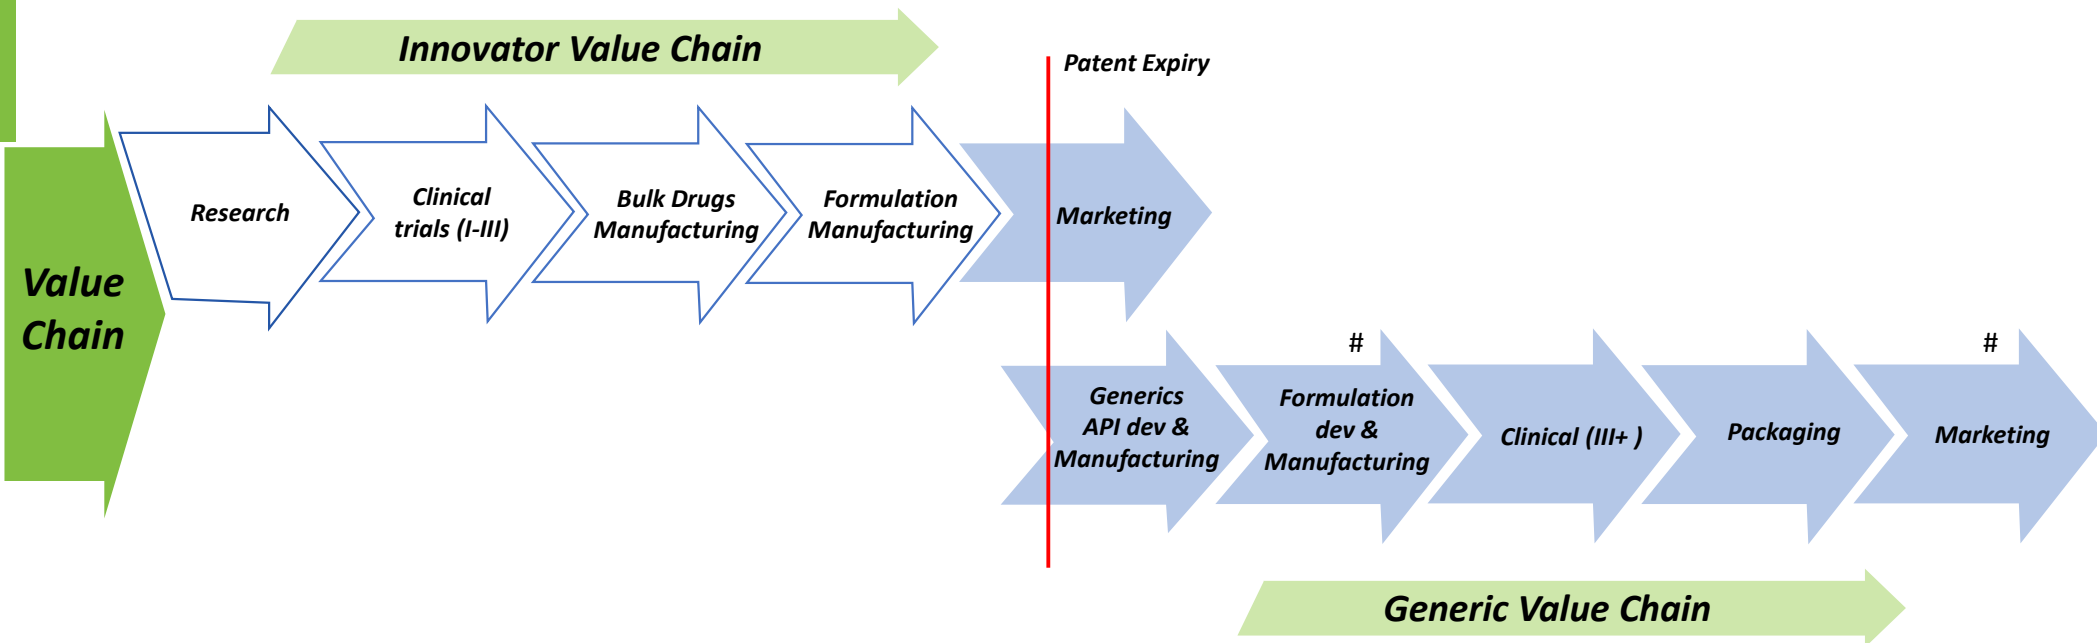 Innovator Value Chain
Patent Expiry
Value
Chain
Research
Clinical
trials (I-III)
Bulk Drugs
Manufacturing
Formulation
Manufacturing
Marketing
Generics
API dev &
Manufacturing
#
Formulation
dev &
Manufacturing
Clinical (III+ )
Packaging
#
Marketing
Generic Value Chain